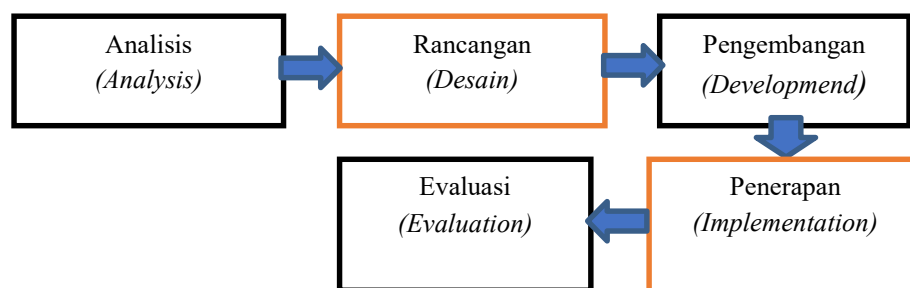 Analisis
(Analysis)
Rancangan
(Desain)
Pengembangan
(Developmend)
Penerapan
(Implementation)
Evaluasi
(Evaluation)